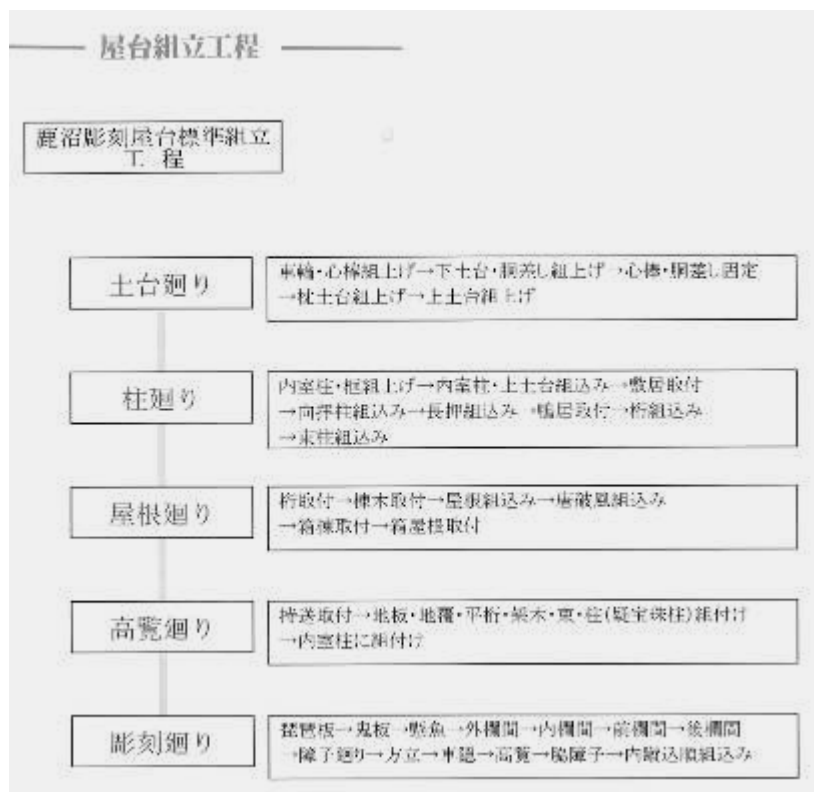 屋台組立工程
鹿沼彫刻屋台標準組立
工程
土台廻り
車輪・心棒組上げ→下土台・胴差し組上げ→心棒・胴差し固定
→枕土台組上げ→上土台組上げ
柱廻り
内室柱・框組上げ→内室柱・上土台組込み→敷居取付
→向拝柱組込み→長押組込み→鴨居取付→桁組込み
→束柱組込み
屋根廻り
桁取付→棟木取付→屋根組込み→唐破風組込み
→箱棟取付→箱屋根取付
高覧廻り
持送取付→地板・地覆・平桁・架木・束・柱(疑宝珠柱)組付け
→内室柱に組付け
彫刻廻り
琵琶板→鬼板→懸魚→外欄間→内欄間→前欄間→後欄間
→障子廻り→方立→車隠→高覧→脇障子→内蹴込順組込み